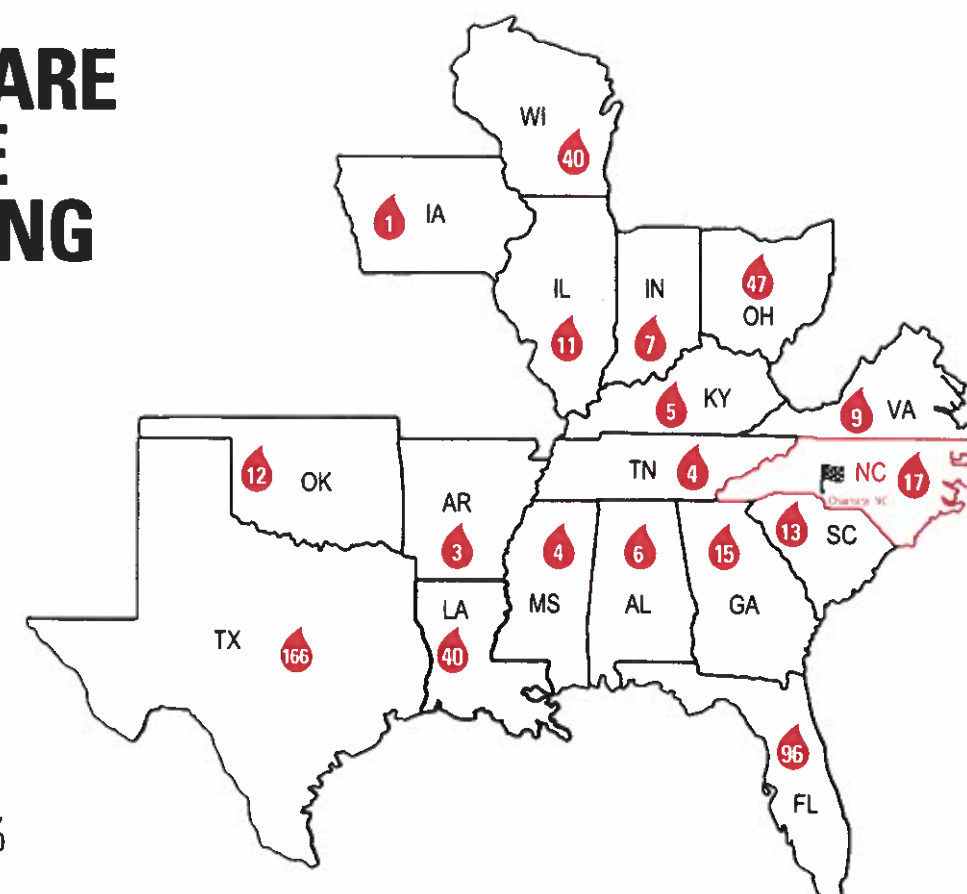 ARE
E
NG
WI
40
1 IA
IL
11
IN
7
47
OH
5 KY
9 VA
12 OK
TN 4
NC 17
Charlotte, NC
AR
3
4
MS
6
AL
15
GA
13 SC
TX 166
LA
40
96
FL